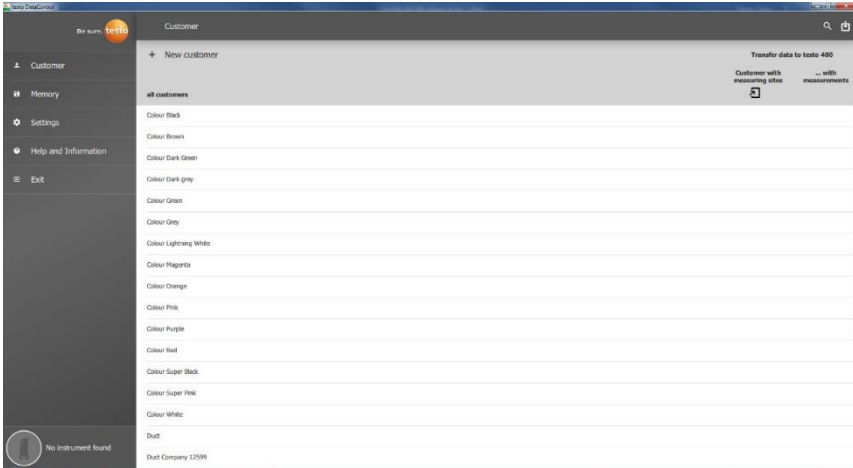 testo DataControl
Be sure. testo
Customer
Customer
Memory
Settings
Help and Information
Exit
No instrument found
+ New customer
Transfer data to testo 400
Customer with
measuring sites
... with
measurements
all customers
Colour Black
Colour Brown
Colour Dark Green
Colour Dark grey
Colour Green
Colour Grey
Colour Lightning White
Colour Magenta
Colour Orange
Colour Pink
Colour Purple
Colour Red
Colour Super Black
Colour Super Pink
Colour White
Duct
Duct Company 12599